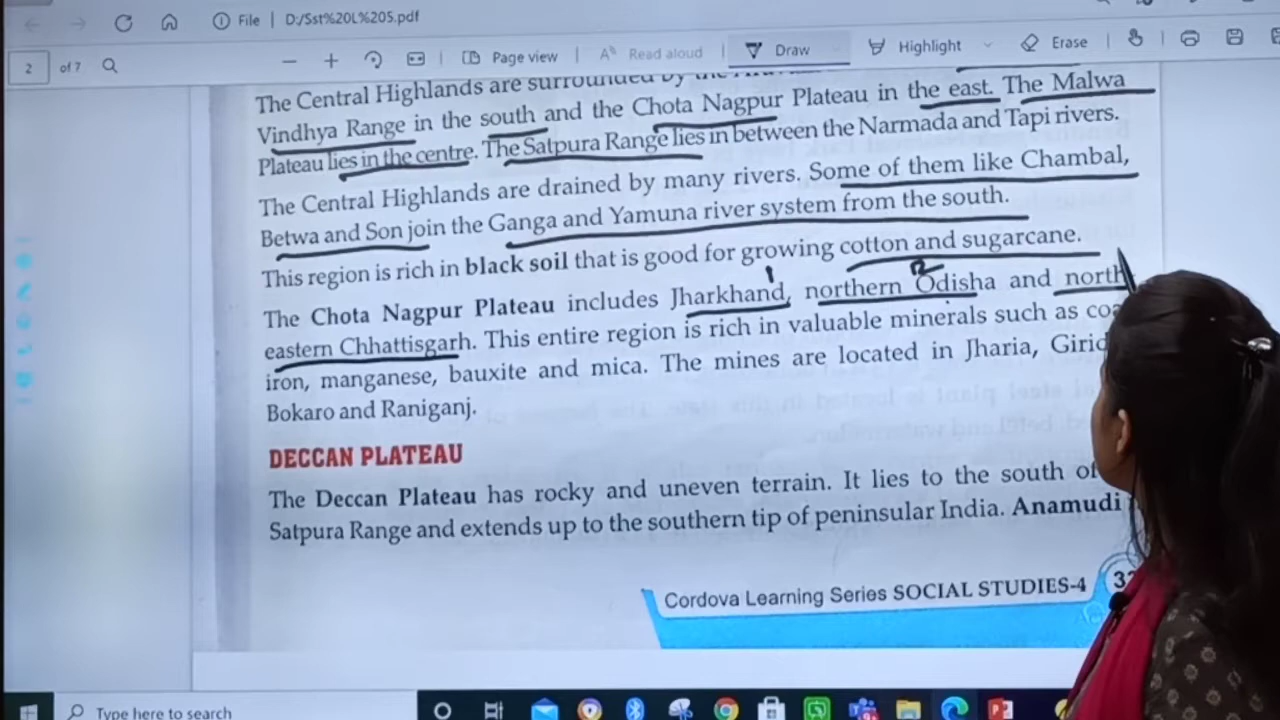 File | D:/Sst%20L%205.pdf
2 of 7 Page view Read aloud Draw Highlight Erase
The Central Highlands are surrounded by the
Vindhya Range in the south and the Chota Nagpur Plateau in the east. The Malwa
Plateau lies in the centre. The Satpura Range lies in between the Narmada and Tapi rivers.
The Central Highlands are drained by many rivers. Some of them like Chambal,
Betwa and Son join the Ganga and Yamuna river system from the south.
This region is rich in black soil that is good for growing cotton and sugarcane.
1 2
The Chota Nagpur Plateau includes Jharkhand, northern Odisha and north
eastern Chhattisgarh. This entire region is rich in valuable minerals such as
iron, manganese, bauxite and mica. The mines are located in Jharia,
Bokaro and Raniganj.
DECCAN PLATEAU
The Deccan Plateau has rocky and uneven terrain. It lies to the south of
Satpura Range and extends up to the southern tip of peninsular India. Anamudi
Cordova Learning Series SOCIAL STUDIES-4
Type here to search